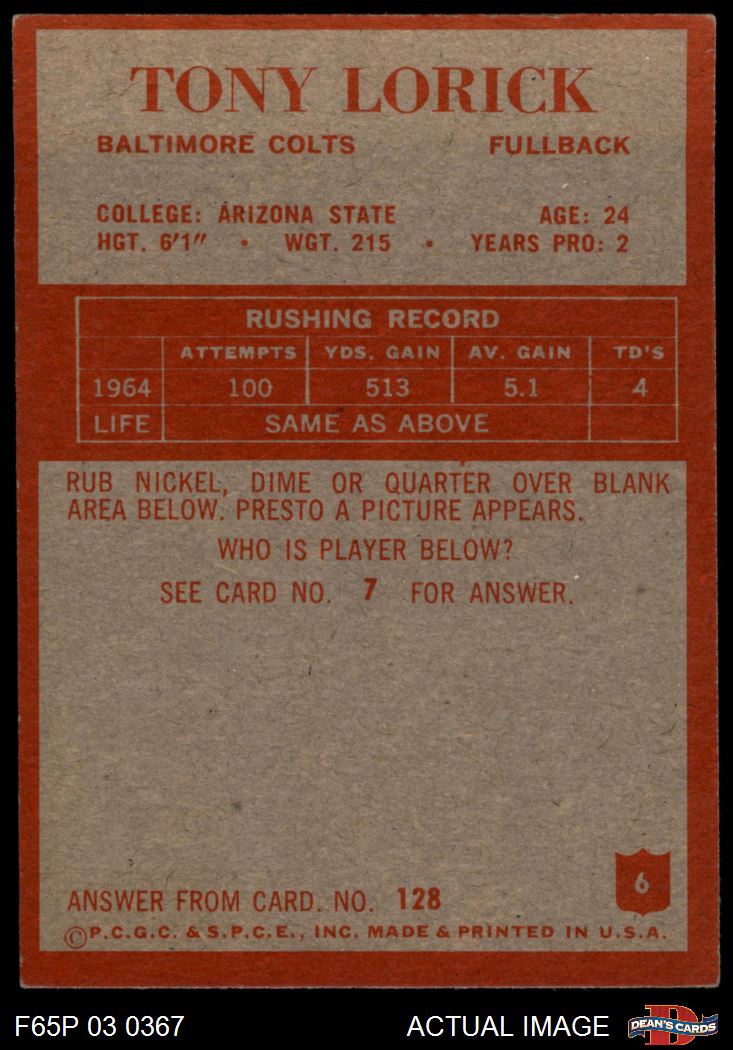 TONY LORICK
BALTIMORE COLTS FULLBACK
COLLEGE: ARIZONA STATE AGE: 24
HGT. 6'1" • WGT. 215 • YEARS PRO: 2
RUSHING RECORD
ATTEMPTS YDS. GAIN AV. GAIN TD'S
1964 100 513 5.1 4
LIFE SAME AS ABOVE
RUB NICKEL, DIME OR QUARTER OVER BLANK
AREA BELOW. PRESTO A PICTURE APPEARS.
WHO IS PLAYER BELOW?
SEE CARD NO. 7 FOR ANSWER.
6
ANSWER FROM CARD. NO. 128
©P.C.G.C. & S.P.C.E., INC. MADE & PRINTED IN U.S.A.
F65P 03 0367 ACTUAL IMAGE D DEAN'S CARDS